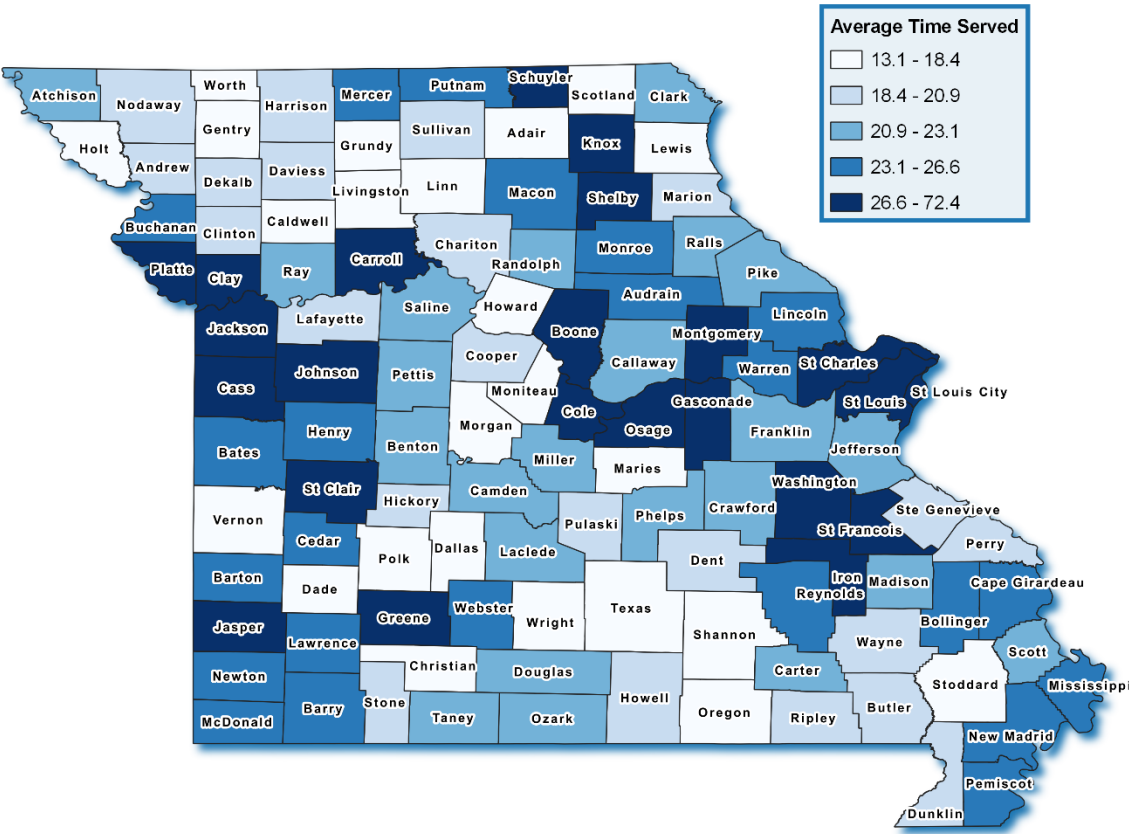 Average Time Served
13.1 - 18.4
18.4 - 20.9
20.9 - 23.1
23.1 - 26.6
26.6 - 72.4
Atchison
Nodaway
Worth
Harrison
Mercer
Putnam
Schuyler
Scotland
Clark
Holt
Andrew
Gentry
Dekalb
Daviess
Grundy
Sullivan
Adair
Knox
Lewis
Livingston
Linn
Macon
Shelby
Marion
Buchanan
Clinton
Caldwell
Chariton
Randolph
Monroe
Ralls
Pike
Platte
Clay
Ray
Carroll
Saline
Howard
Audrain
Lincoln
Jackson
Lafayette
Cooper
Boone
Callaway
Montgomery
Warren
St Charles
St Louis
St Louis City
Cass
Johnson
Pettis
Moniteau
Cole
Osage
Gasconade
Franklin
Jefferson
Bates
Henry
Benton
Morgan
Miller
Maries
Washington
St Clair
Hickory
Camden
Pulaski
Phelps
Crawford
St Francois
Ste Genevieve
Perry
Vernon
Cedar
Polk
Dallas
Laclede
Dent
Iron
Reynolds
Madison
Cape Girardeau
Barton
Dade
Greene
Webster
Wright
Texas
Shannon
Wayne
Bollinger
Jasper
Lawrence
Christian
Douglas
Carter
Stoddard
Scott
Mississippi
Newton
McDonald
Barry
Stone
Taney
Ozark
Howell
Oregon
Ripley
Butler
New Madrid
Pemiscot
Dunklin